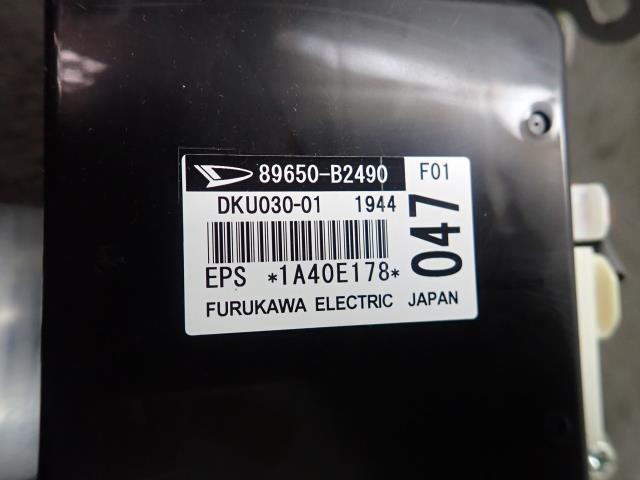 89650-B2490 F01
DKU030-01 1944
047
EPS *1A40E178*
FURUKAWA ELECTRIC JAPAN